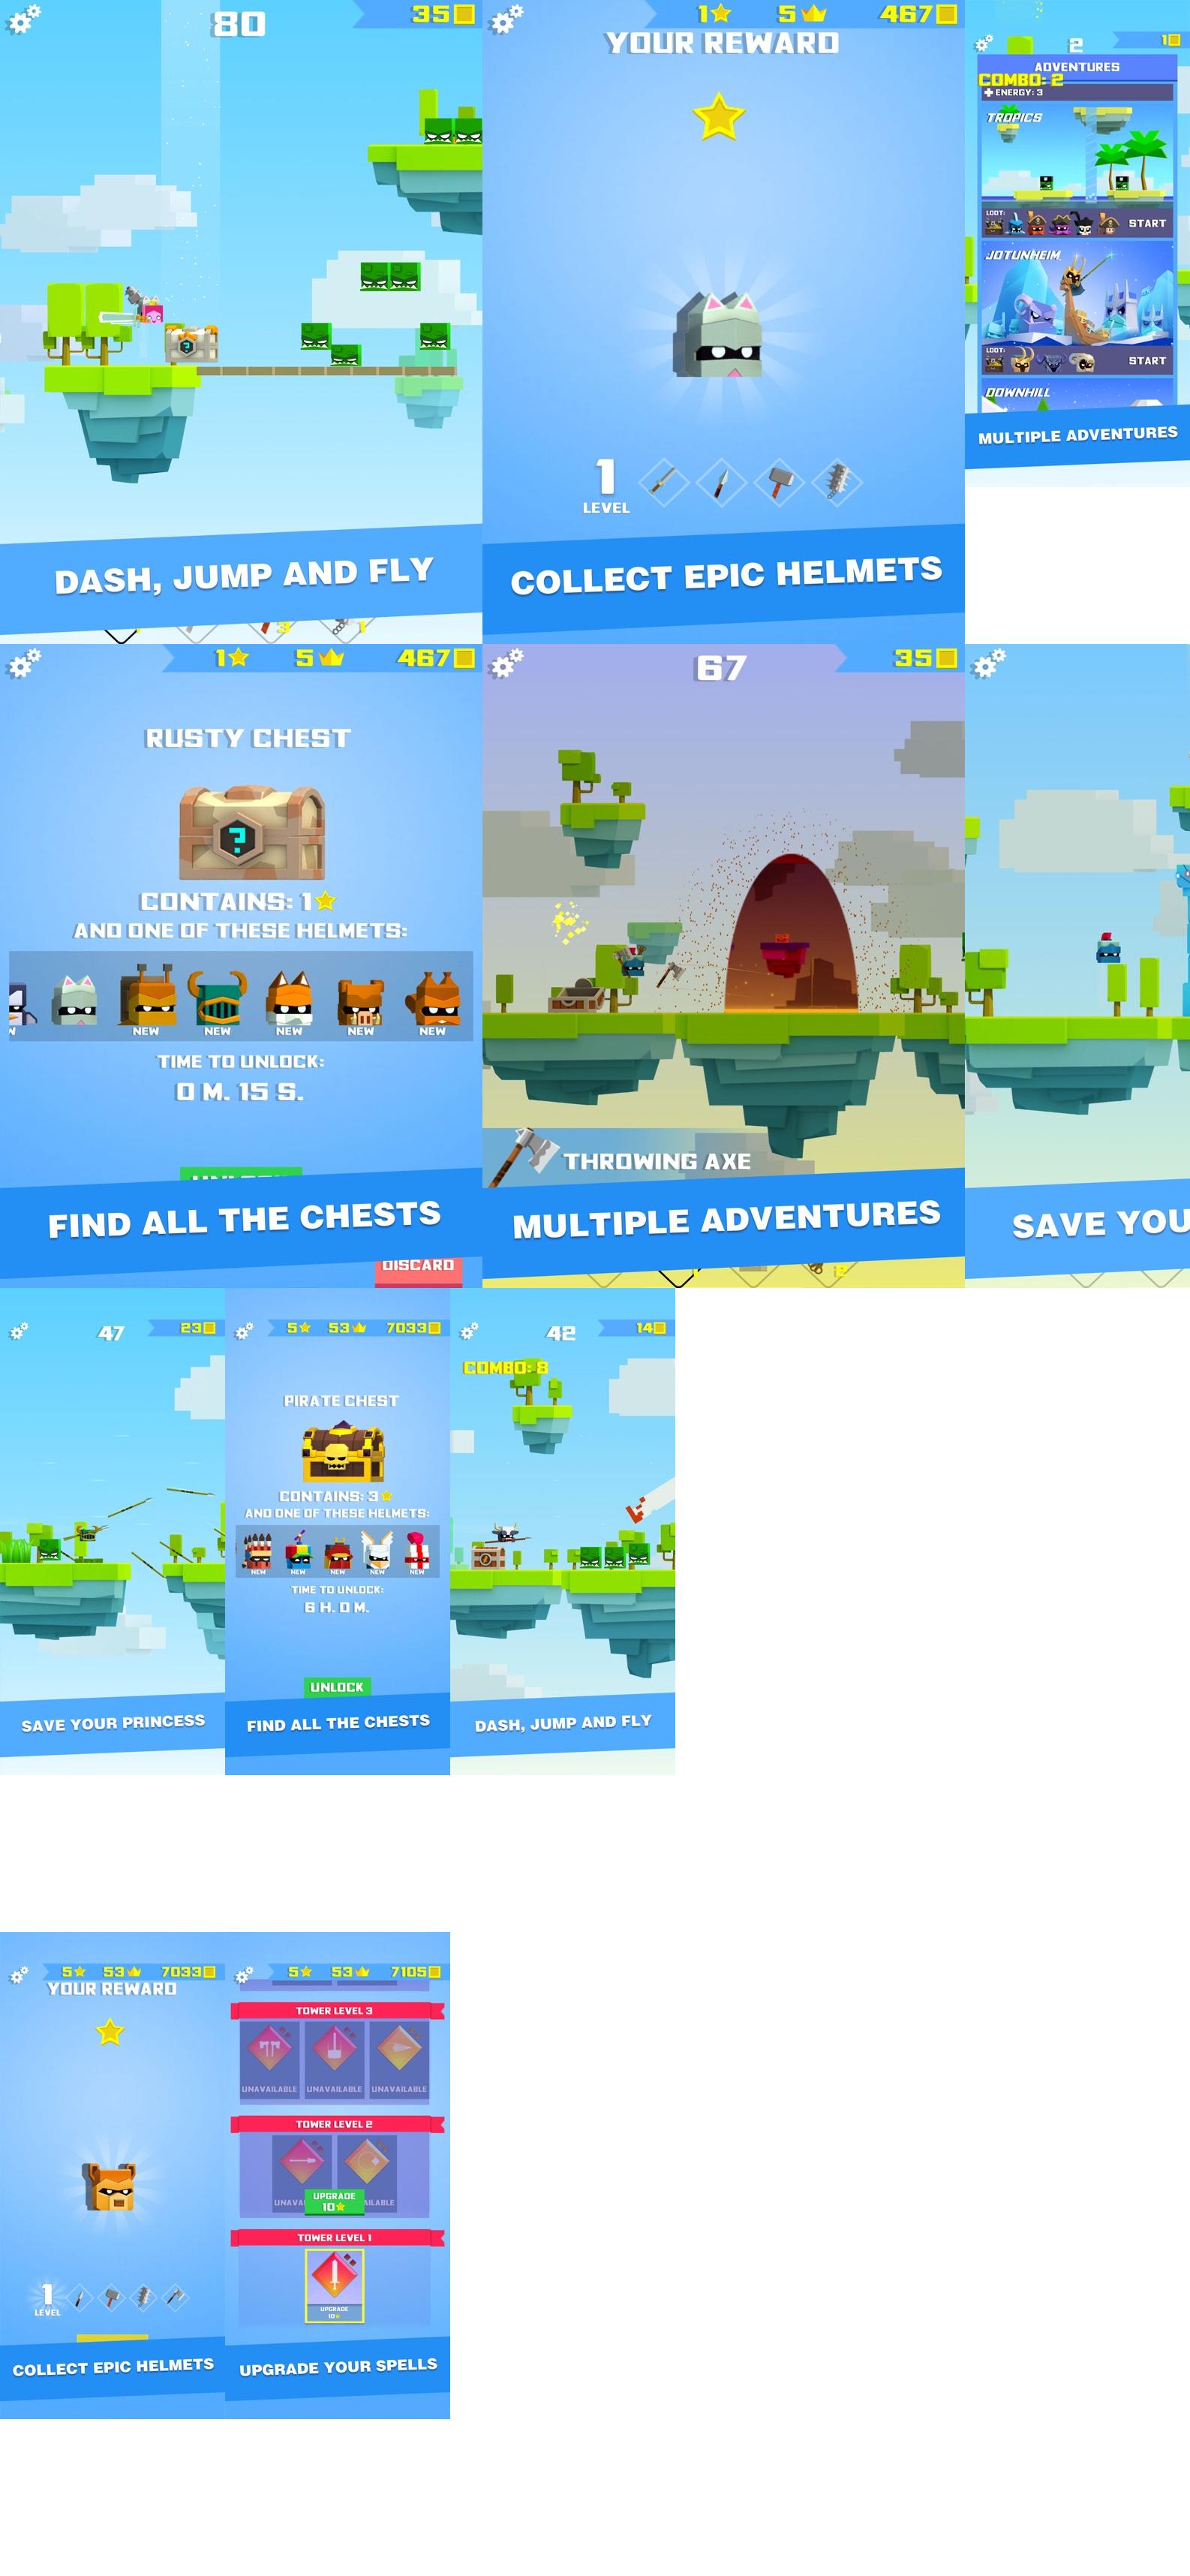 80
35
DASH, JUMP AND FLY
3
1
1 5 467
YOUR REWARD
1
LEVEL
COLLECT EPIC HELMETS
2
1
ADVENTURES
COMBO: 2
ENERGY: 3
TROPICS
LOOT:
START
JOTUNHEIM
LOOT:
START
DOWNHILL
MULTIPLE ADVENTURES
1 5 467
RUSTY CHEST
?
CONTAINS: 1
AND ONE OF THESE HELMETS:
NEW NEW NEW NEW NEW
TIME TO UNLOCK:
0 M. 15 S.
FIND ALL THE CHESTS
DISCARD
67
35
THROWING AXE
MULTIPLE ADVENTURES
2
SAVE YOU
47
23
SAVE YOUR PRINCESS
5 53 7033
PIRATE CHEST
CONTAINS: 3
AND ONE OF THESE HELMETS:
NEW NEW NEW NEW NEW
TIME TO UNLOCK:
6 H. 0 M.
UNLOCK
FIND ALL THE CHESTS
42
14
COMBO: 8
DASH, JUMP AND FLY
5 53 7033
YOUR REWARD
1
LEVEL
COLLECT EPIC HELMETS
5 53 7105
TOWER LEVEL 3
UNAVAILABLE UNAVAILABLE UNAVAILABLE
TOWER LEVEL 2
UPGRADE
10
TOWER LEVEL 1
UPGRADE
10
UPGRADE YOUR SPELLS